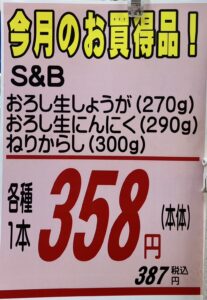 今月のお買得品！
S&B
おろし生しょうが(270g)
おろし生にんにく(290g)
ねりからし(300g)
各種
1本
358円
(本体)
387税込円